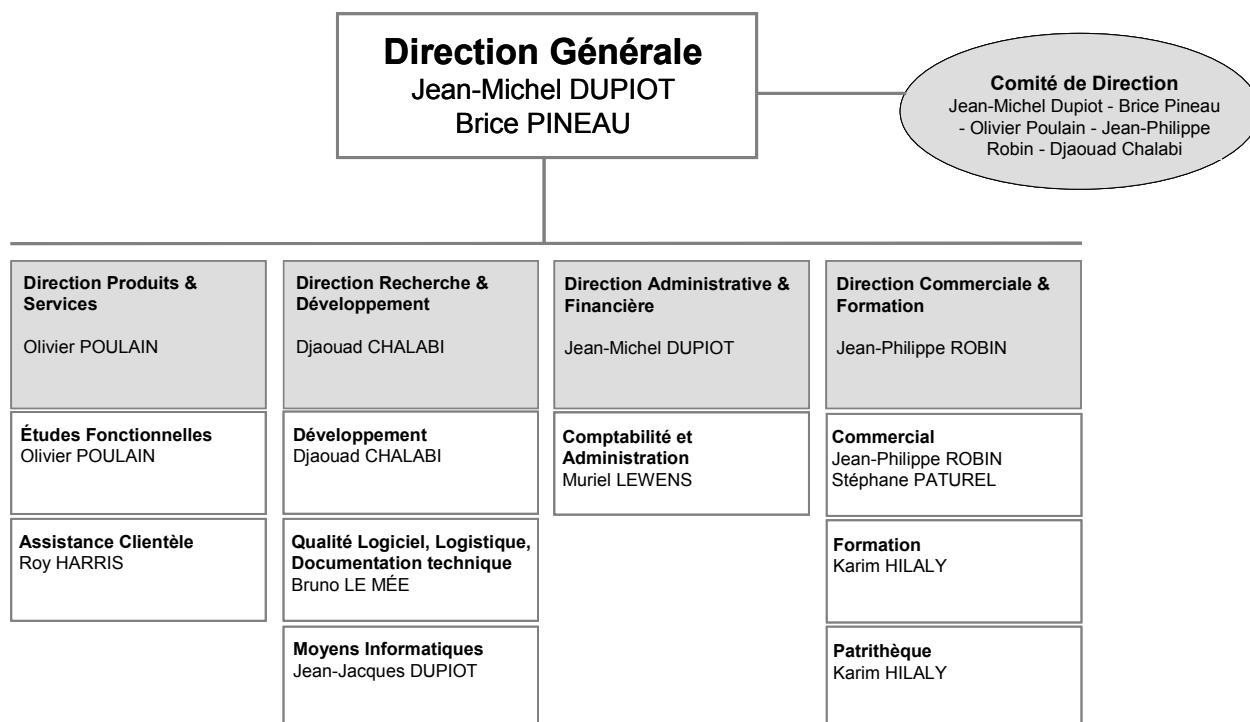 Direction Générale
Jean-Michel DUPIOT
Brice PINEAU
Comité de Direction
Jean-Michel Dupiot - Brice Pineau
- Olivier Poulain - Jean-Philippe
Robin - Djaouad Chalabi
Direction Produits &
Services
Olivier POULAIN
Direction Recherche &
Développement
Djaouad CHALABI
Direction Administrative &
Financière
Jean-Michel DUPIOT
Direction Commerciale &
Formation
Jean-Philippe ROBIN
Études Fonctionnelles
Olivier POULAIN
Développement
Djaouad CHALABI
Comptabilité et
Administration
Muriel LEWENS
Commercial
Jean-Philippe ROBIN
Stéphane PATUREL
Assistance Clientèle
Roy HARRIS
Qualité Logiciel, Logistique,
Documentation technique
Bruno LE MÉE
Formation
Karim HILALY
Moyens Informatiques
Jean-Jacques DUPIOT
Patrithèque
Karim HILALY